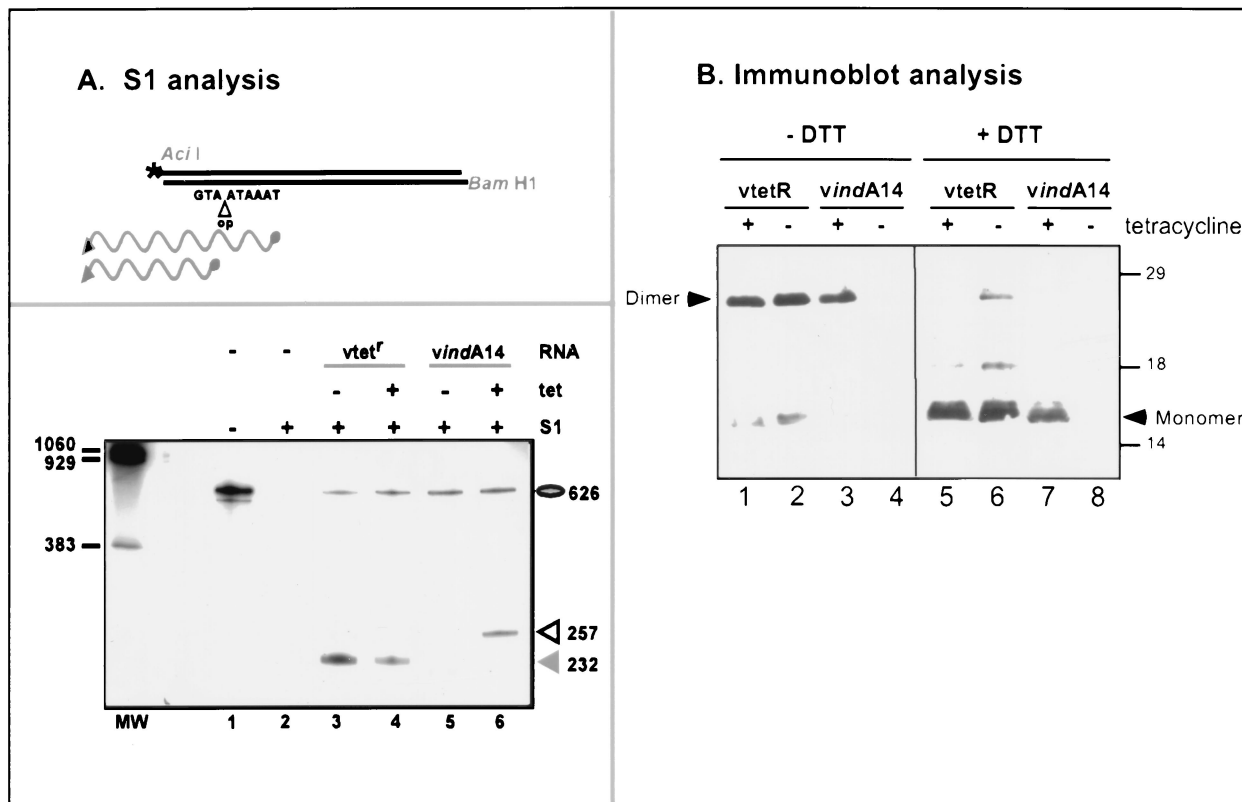 A. S1 analysis
Aci I
*
Bam H1
GTA ATAAAT
op
- - vtetʳ vindA14 RNA
- + - + tet
- + + + + + S1
1060
929
626
383
257
232
MW 1 2 3 4 5 6
B. Immunoblot analysis
- DTT + DTT
vtetR vindA14 vtetR vindA14
+ - + - + - + - tetracycline
29
Dimer
18
Monomer
14
1 2 3 4 5 6 7 8